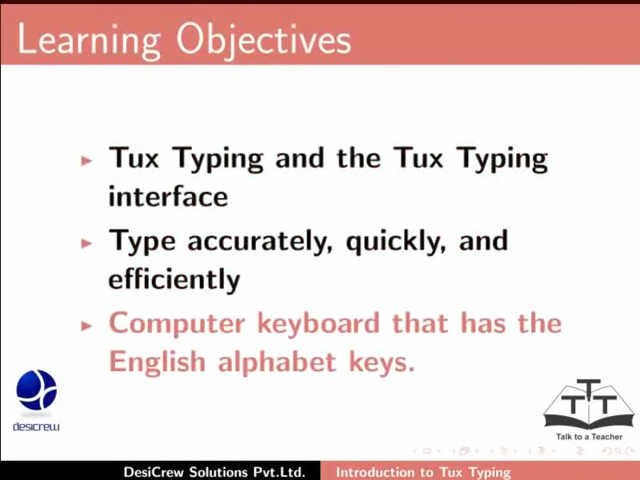 Learning Objectives
Tux Typing and the Tux Typing
interface
Type accurately, quickly, and
efficiently
Computer keyboard that has the
English alphabet keys.
desicrew
TTT
Talk to a Teacher
DesiCrew Solutions Pvt.Ltd. Introduction to Tux Typing